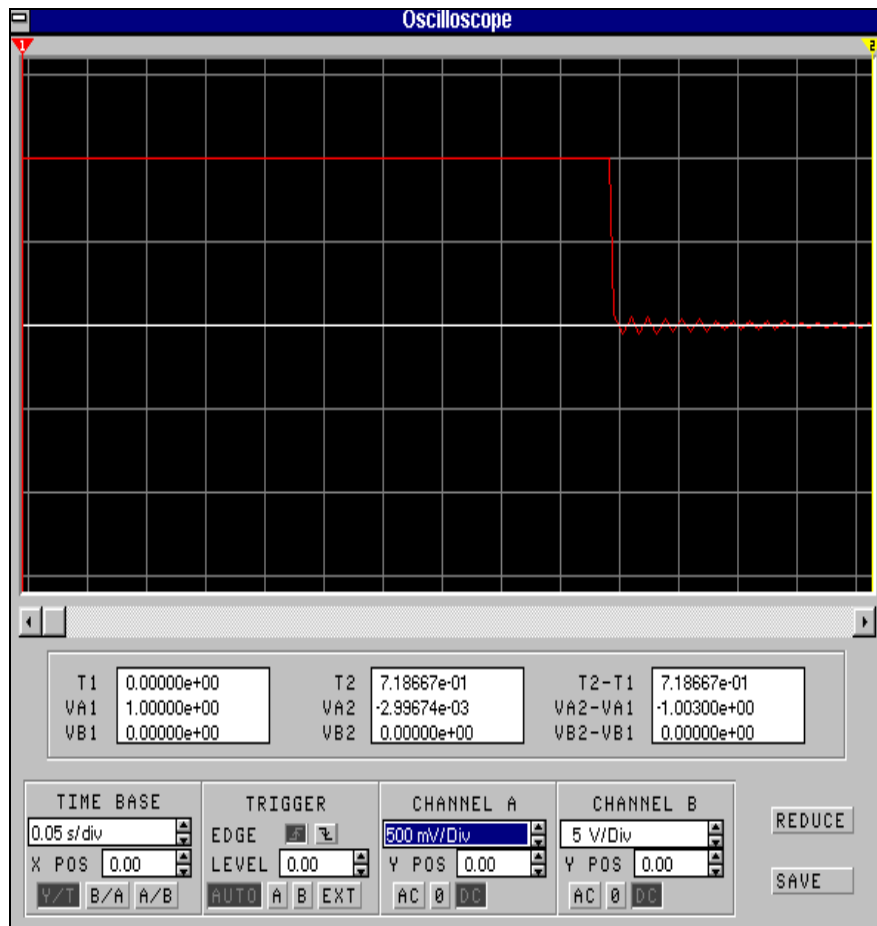 Oscilloscope
1 2
T1 0.00000e+00 T2 7.18667e-01 T2-T1 7.18667e-01
VA1 1.00000e+00 VA2 -2.99674e-03 VA2-VA1 -1.00300e+00
VB1 0.00000e+00 VB2 0.00000e+00 VB2-VB1 0.00000e+00
TIME BASE TRIGGER CHANNEL A CHANNEL B
0.05 s/div EDGE 500 mV/Div 5 V/Div REDUCE
X POS 0.00 LEVEL 0.00 Y POS 0.00 Y POS 0.00
Y/T B/A A/B AUTO A B EXT AC 0 DC AC 0 DC SAVE